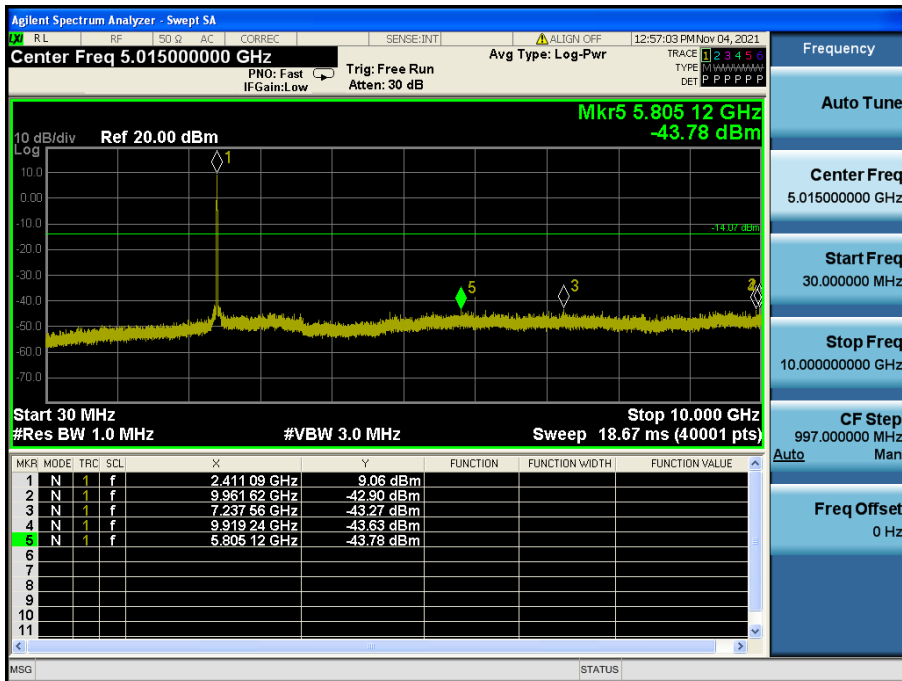 Agilent Spectrum Analyzer - Swept SA
LXI RL RF 50 Ω AC CORREC SENSE:INT ALIGN OFF 12:57:03 PM Nov 04, 2021
Center Freq 5.015000000 GHz
PNO: Fast
IFGain:Low
Trig: Free Run
Atten: 30 dB
Avg Type: Log-Pwr
TRACE 1 2 3 4 5 6
TYPE M W W W W W
DET P P P P P P
Mkr5 5.805 12 GHz
-43.78 dBm
10 dB/div
Log
Ref 20.00 dBm
10.0
0.00
-10.0
-20.0
-30.0
-40.0
-50.0
-60.0
-70.0
1
-14.07 dBm
5
3
Start 30 MHz
Stop 10.000 GHz
#Res BW 1.0 MHz
#VBW 3.0 MHz
Sweep 18.67 ms (40001 pts)
MKR MODE TRC SCL X Y FUNCTION FUNCTION WIDTH FUNCTION VALUE
1 N 1 f 2.411 09 GHz 9.06 dBm
2 N 1 f 9.961 62 GHz -42.90 dBm
3 N 1 f 7.237 56 GHz -43.27 dBm
4 N 1 f 9.919 24 GHz -43.63 dBm
5 N 1 f 5.805 12 GHz -43.78 dBm
6
7
8
9
10
11
MSG
STATUS
Frequency
Auto Tune
Center Freq
5.015000000 GHz
Start Freq
30.000000 MHz
Stop Freq
10.000000000 GHz
CF Step
997.000000 MHz
Auto Man
Freq Offset
0 Hz